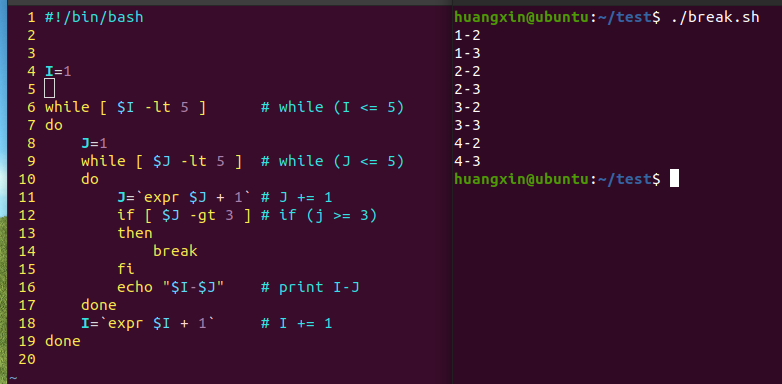 1 #!/bin/bash
2
3
4 I=1
5
6 while [ $I -lt 5 ]      # while (I <= 5)
7 do
8     J=1
9     while [ $J -lt 5 ]  # while (J <= 5)
10     do
11         J=`expr $J + 1` # J += 1
12         if [ $J -gt 3 ] # if (j >= 3)
13         then
14             break
15         fi
16         echo "$I-$J"    # print I-J
17     done
18     I=`expr $I + 1`     # I += 1
19 done
20
~
huangxin@ubuntu:~/test$ ./break.sh
1-2
1-3
2-2
2-3
3-2
3-3
4-2
4-3
huangxin@ubuntu:~/test$